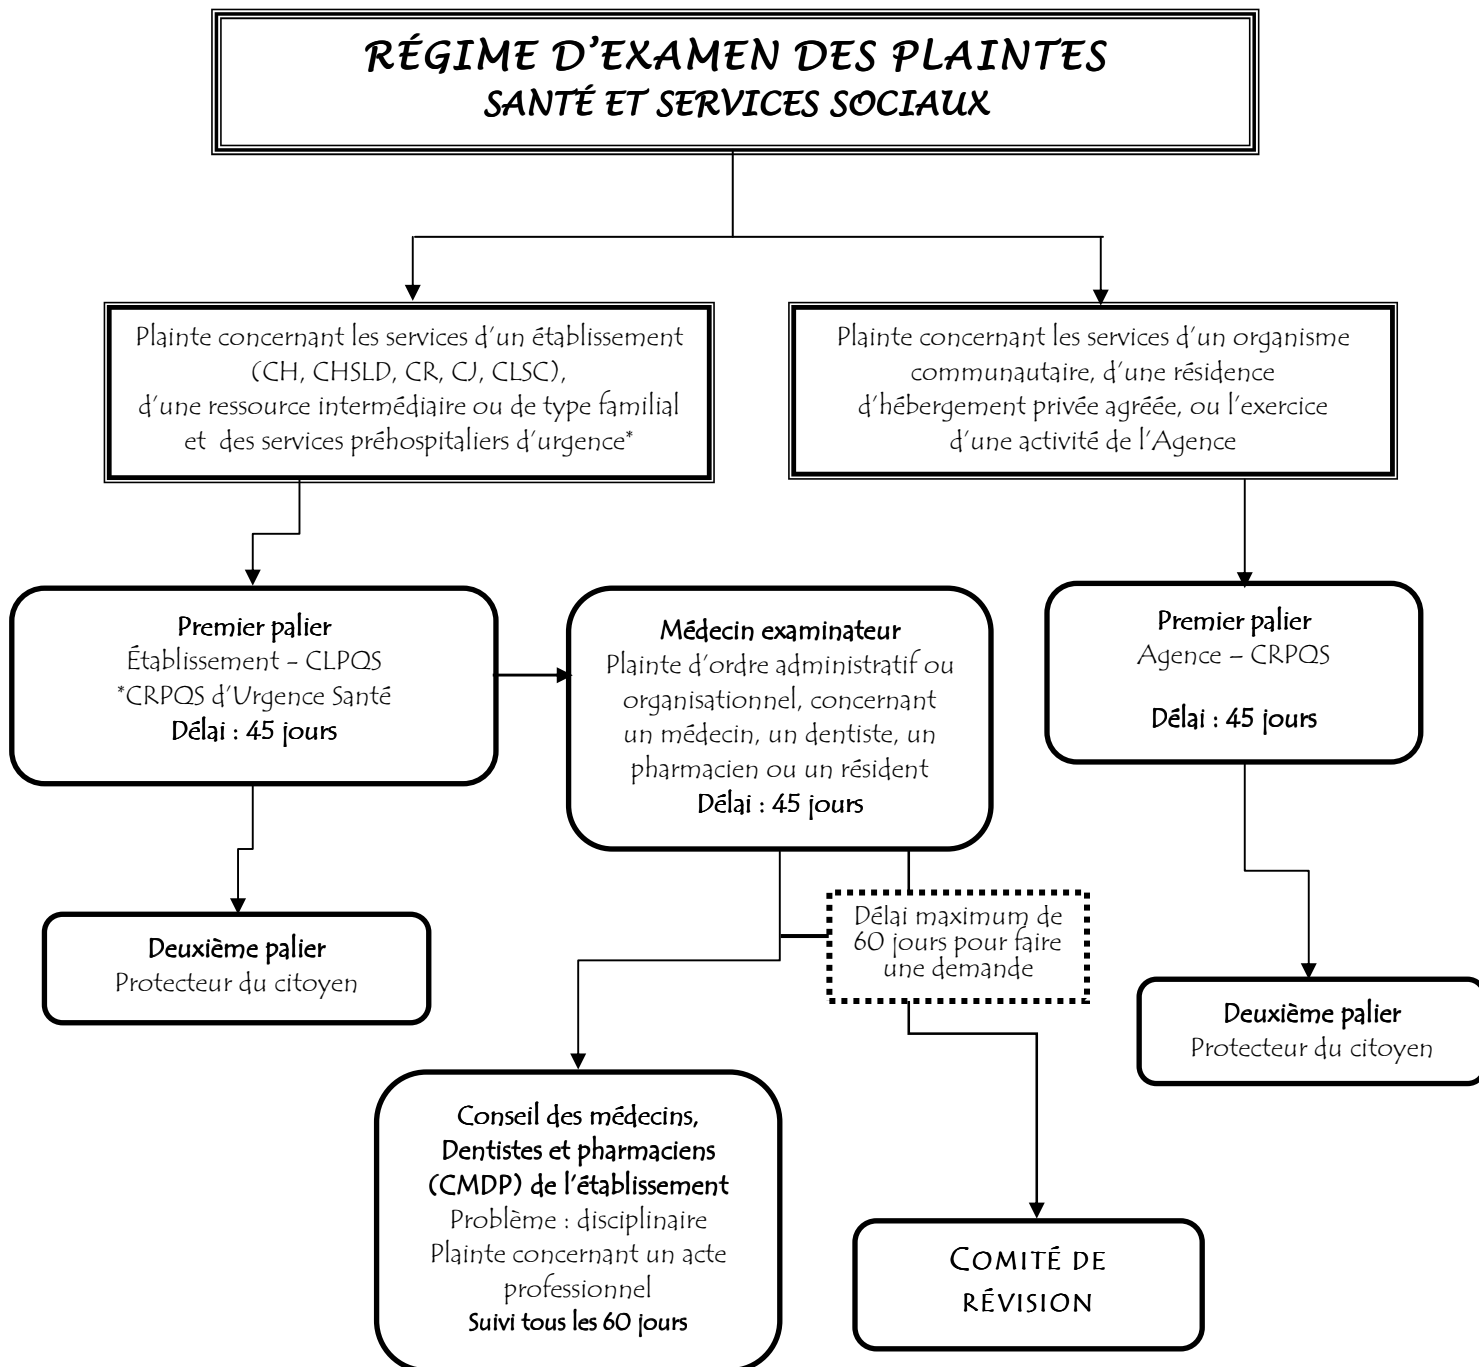 RÉGIME D’EXAMEN DES PLAINTES
SANTÉ ET SERVICES SOCIAUX
Plainte concernant les services d’un établissement
(CH, CHSLD, CR, CJ, CLSC),
d’une ressource intermédiaire ou de type familial
et des services préhospitaliers d’urgence*
Plainte concernant les services d’un organisme
communautaire, d’une résidence
d’hébergement privée agréée, ou l’exercice
d’une activité de l’Agence
Premier palier
Établissement - CLPQS
*CRPQS d’Urgence Santé
Délai : 45 jours
Médecin examinateur
Plainte d’ordre administratif ou
organisationnel, concernant
un médecin, un dentiste, un
pharmacien ou un résident
Délai : 45 jours
Premier palier
Agence – CRPQS
Délai : 45 jours
Délai maximum de
60 jours pour faire
une demande
Deuxième palier
Protecteur du citoyen
Deuxième palier
Protecteur du citoyen
Conseil des médecins,
Dentistes et pharmaciens
(CMDP) de l’établissement
Problème : disciplinaire
Plainte concernant un acte
professionnel
Suivi tous les 60 jours
COMITÉ DE
RÉVISION